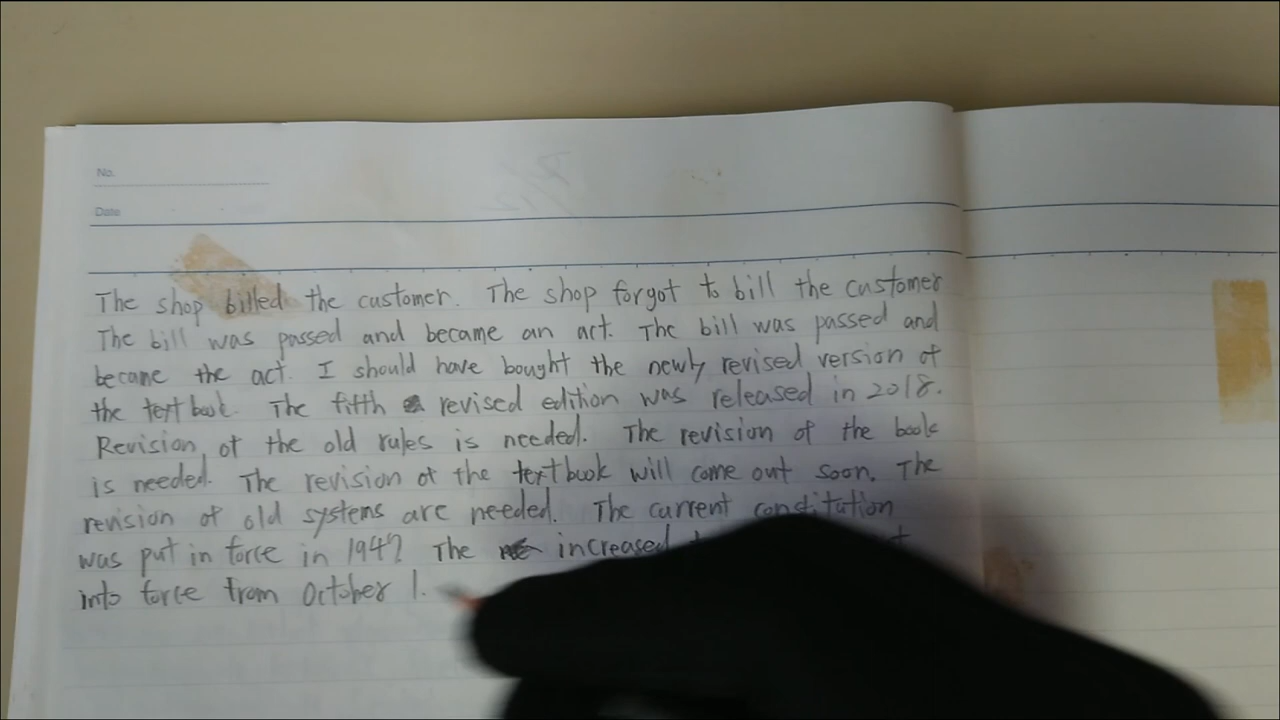 No.
Date
The shop billed the customer. The shop forgot to bill the customer
The bill was passed and became an act. The bill was passed and
became the act. I should have bought the newly revised version of
the textbook. The fifth revised edition was released in 2018.
Revision of the old rules is needed. The revision of the book
is needed. The revision of the textbook will come out soon. The
revision of old systems are needed. The current constitution
was put in force in 1947 The increased
into force from October 1.